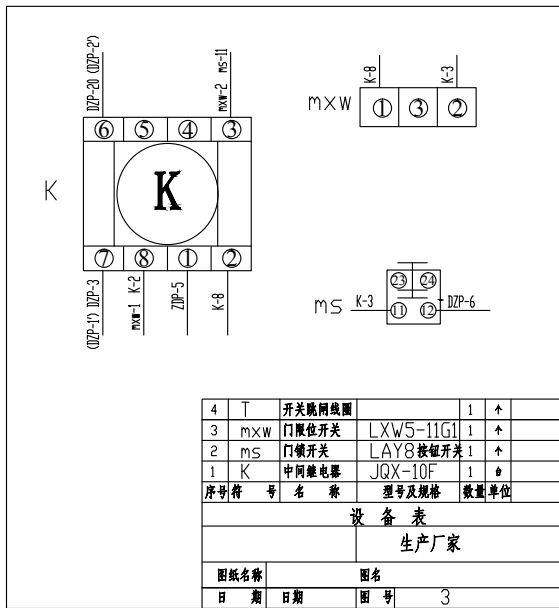 DZP-20 (DZP-2')
mxw-2 ms-11
6 5 4 3
K
K
7 8 1 2
(DZP-1') DZP-3
mxw-1 K-2
ZDP-5
K-8
K-8
K-3
mxw
1 3 2
23 24
ms
K-3
11 12
DZP-6
4 T 开关跳闸线圈 1 个
3 mxw 门限位开关 LXW5-11G1 1 个
2 ms 门锁开关 LAY8按钮开关 1 个
1 K 中间继电器 JQX-10F 1 台
序号 符号 名称 型号及规格 数量 单位
设备表
生产厂家
图纸名称 图名
日期 日期 图号 3